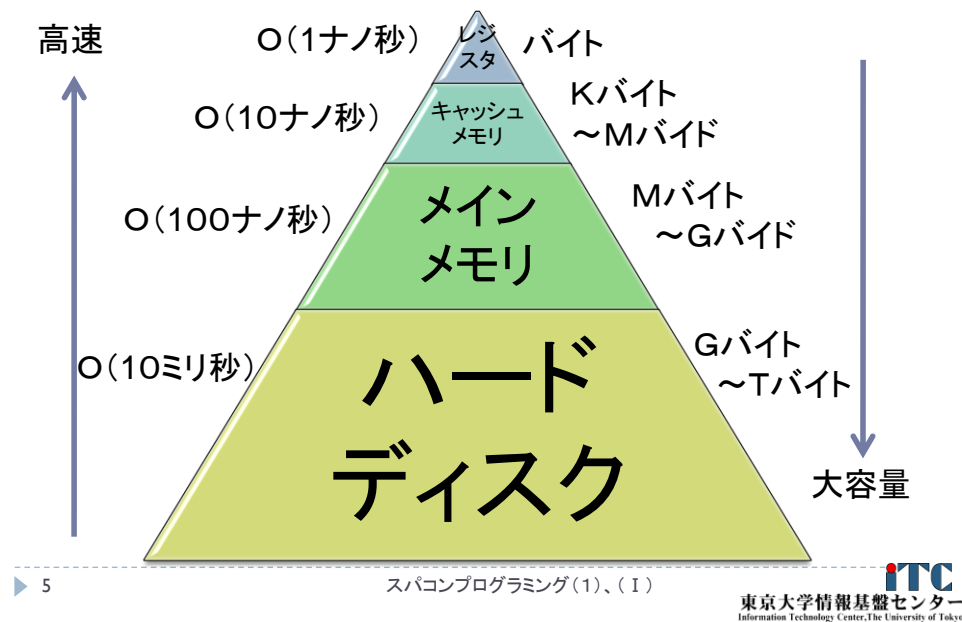 高速
O(1ナノ秒)
レジ
スタ
バイト
O(10ナノ秒)
キャッシュ
メモリ
Kバイト
~Mバイド
O(100ナノ秒)
メイン
メモリ
Mバイト
~Gバイド
O(10ミリ秒)
ハード
ディスク
Gバイト
~Tバイト
大容量
5
スパコンプログラミング(1)、(I)
iTC
東京大学情報基盤センター
Information Technology Center, The University of Tokyo